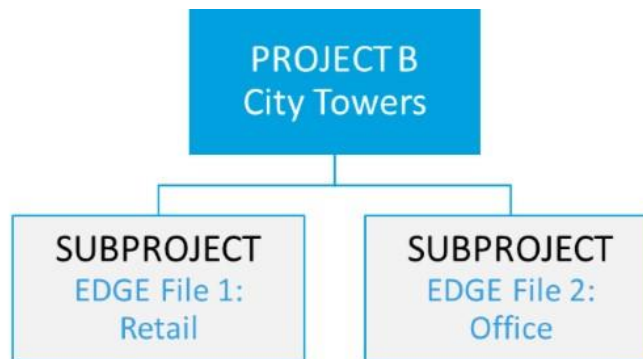 PROJECT B
City Towers
SUBPROJECT
EDGE File 1:
Retail
SUBPROJECT
EDGE File 2:
Office